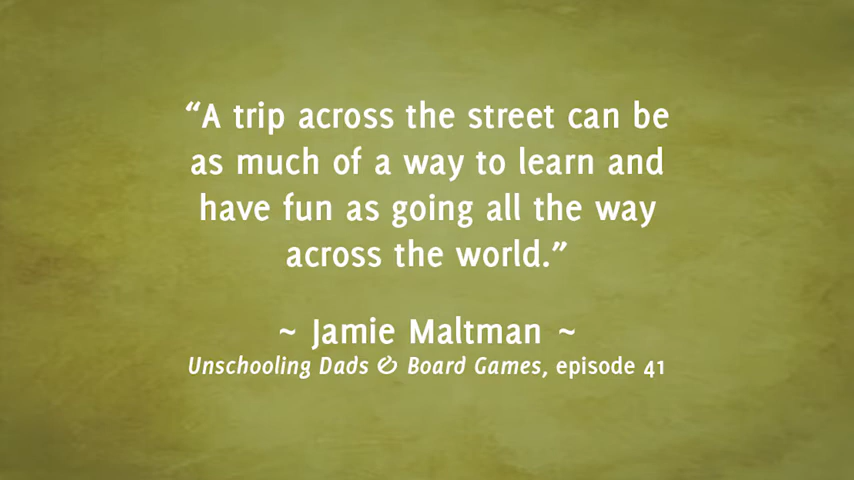 “A trip across the street can be
as much of a way to learn and
have fun as going all the way
across the world.”
~ Jamie Maltman ~
Unschooling Dads & Board Games, episode 41